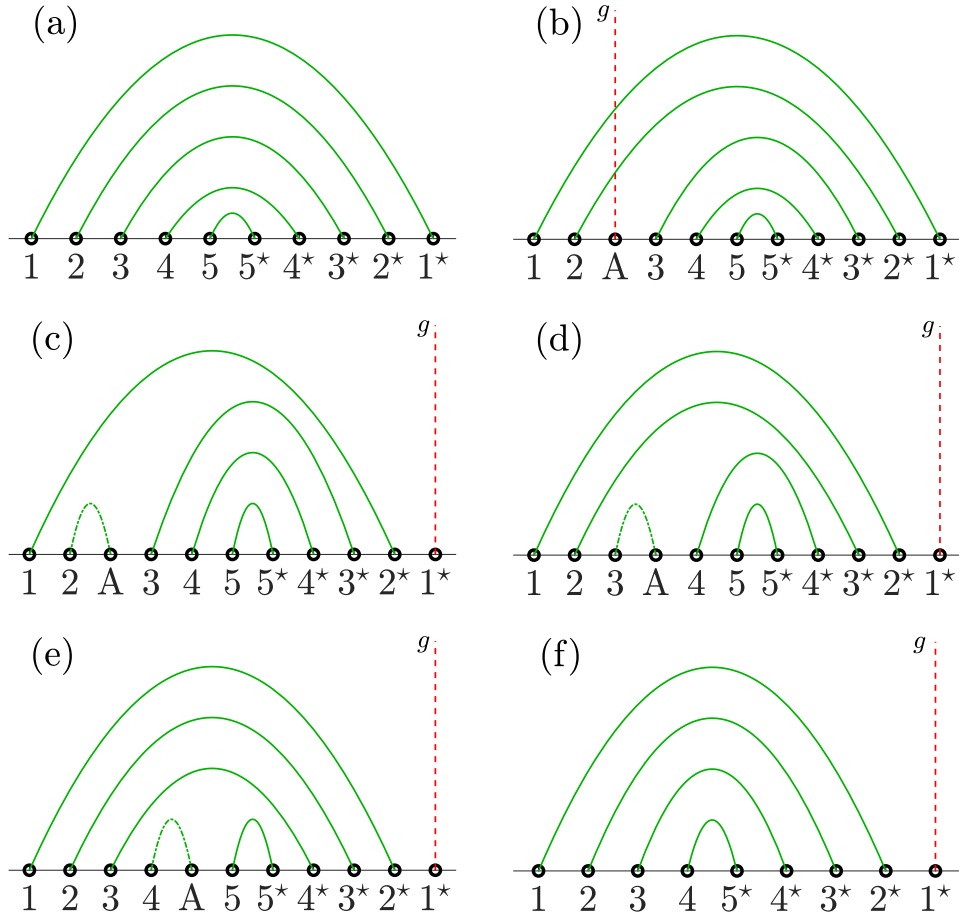 (a)
1 2 3 4 5 5⋆ 4⋆ 3⋆ 2⋆ 1⋆
(b) g
1 2 A 3 4 5 5⋆ 4⋆ 3⋆ 2⋆ 1⋆
(c) g
1 2 A 3 4 5 5⋆ 4⋆ 3⋆ 2⋆ 1⋆
(d) g
1 2 3 A 4 5 5⋆ 4⋆ 3⋆ 2⋆ 1⋆
(e) g
1 2 3 4 A 5 5⋆ 4⋆ 3⋆ 2⋆ 1⋆
(f) g
1 2 3 4 5⋆ 4⋆ 3⋆ 2⋆ 1⋆